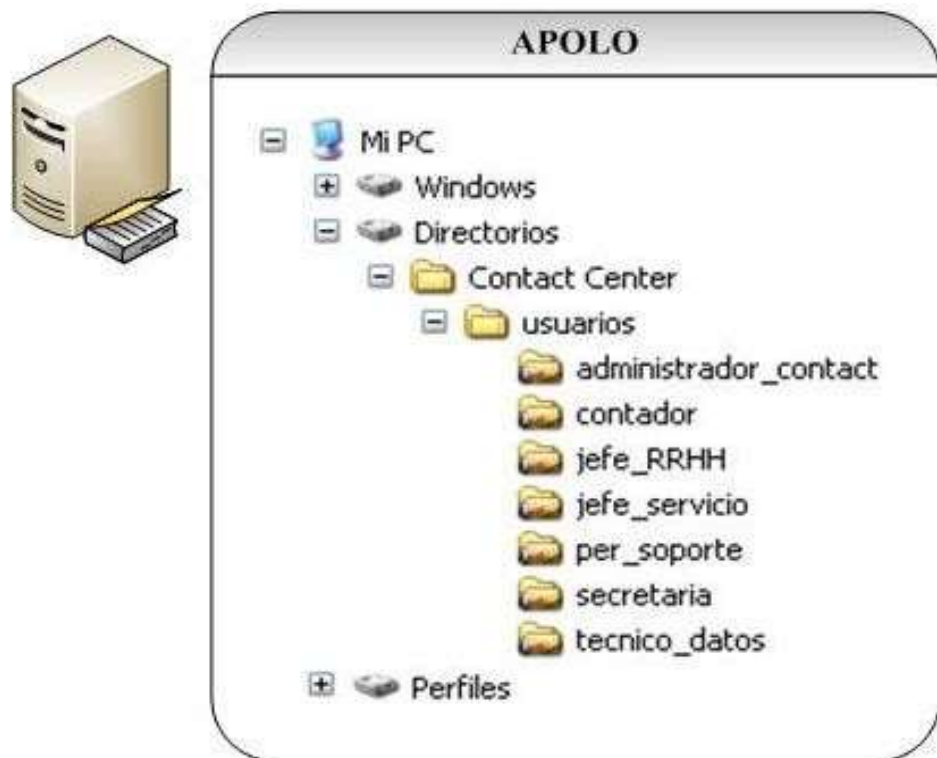 APOLO
Mi PC
Windows
Directorios
Contact Center
usuarios
administrador_contact
contador
jefe_RRHH
jefe_servicio
per_soporte
secretaria
tecnico_datos
Perfiles